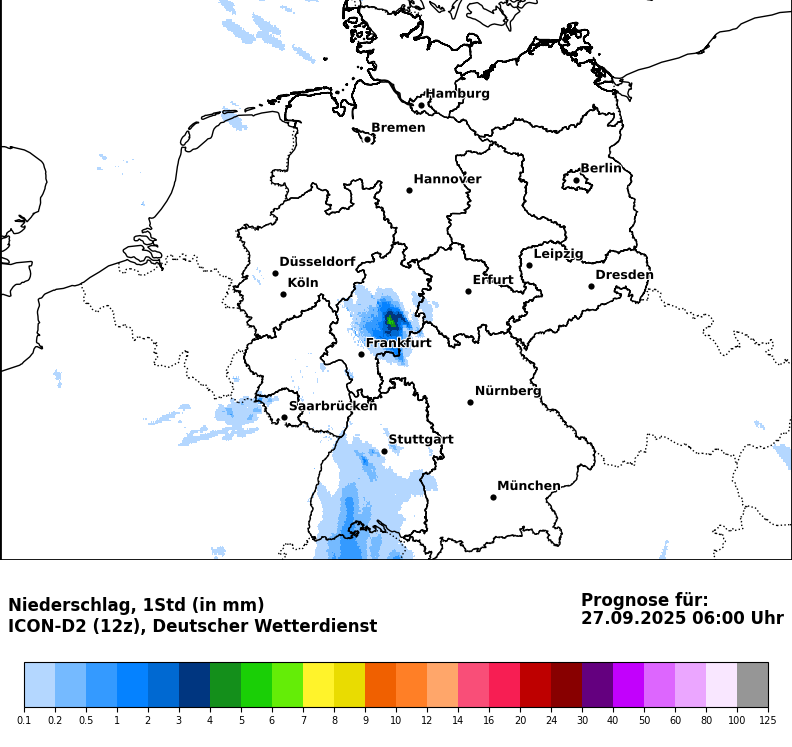 Hamburg
Bremen
Berlin
Hannover
Leipzig
Düsseldorf
Dresden
Erfurt
Köln
Frankfurt
Nürnberg
Saarbrücken
Stuttgart
München
Niederschlag, 1Std (in mm)
ICON-D2 (12z), Deutscher Wetterdienst
Prognose für:
27.09.2025 06:00 Uhr
0.1 0.2 0.5 1 2 3 4 5 6 7 8 9 10 12 14 16 20 24 30 40 50 60 80 100 125